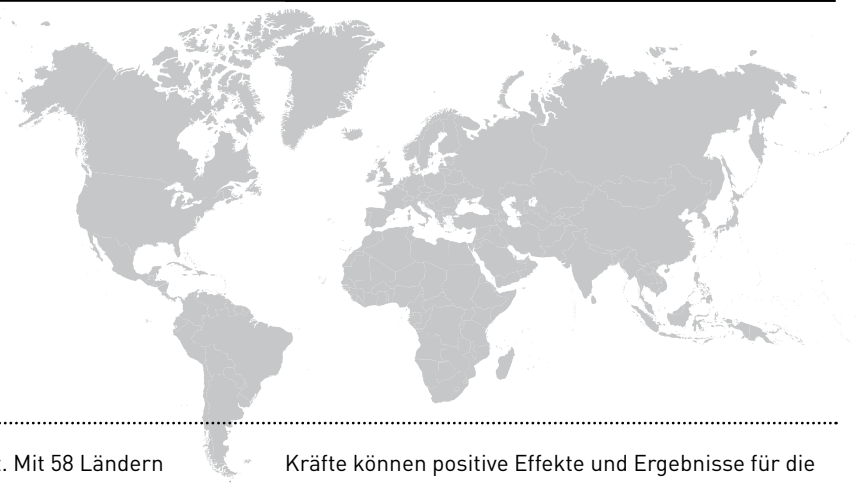 . Mit 58 Ländern
Kräfte können positive Effekte und Ergebnisse für die